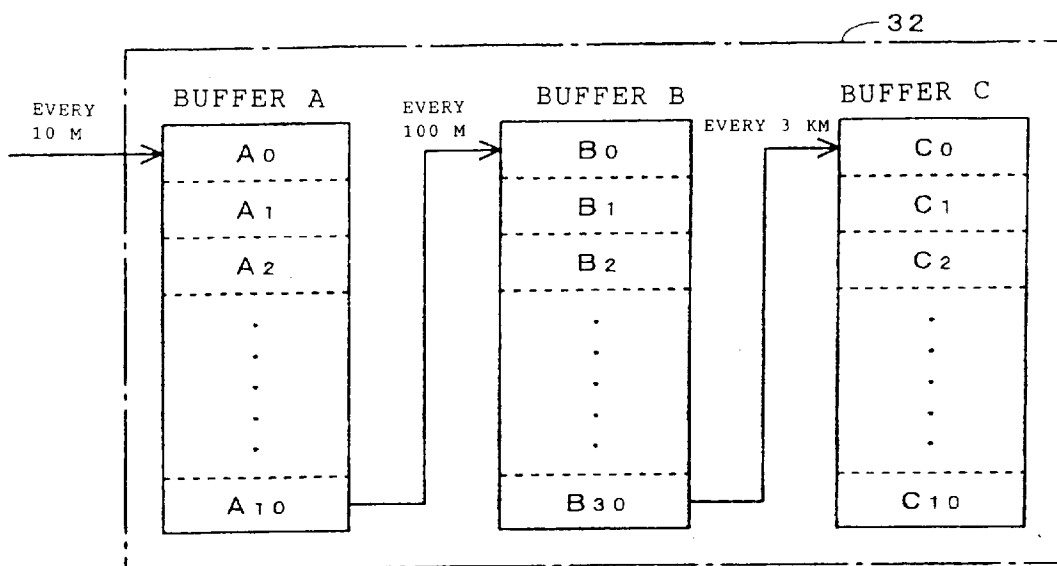 32
BUFFER A
BUFFER B
BUFFER C
EVERY
10 M
EVERY
100 M
EVERY 3 KM
A0
A1
A2
A10
B0
B1
B2
B30
C0
C1
C2
C10